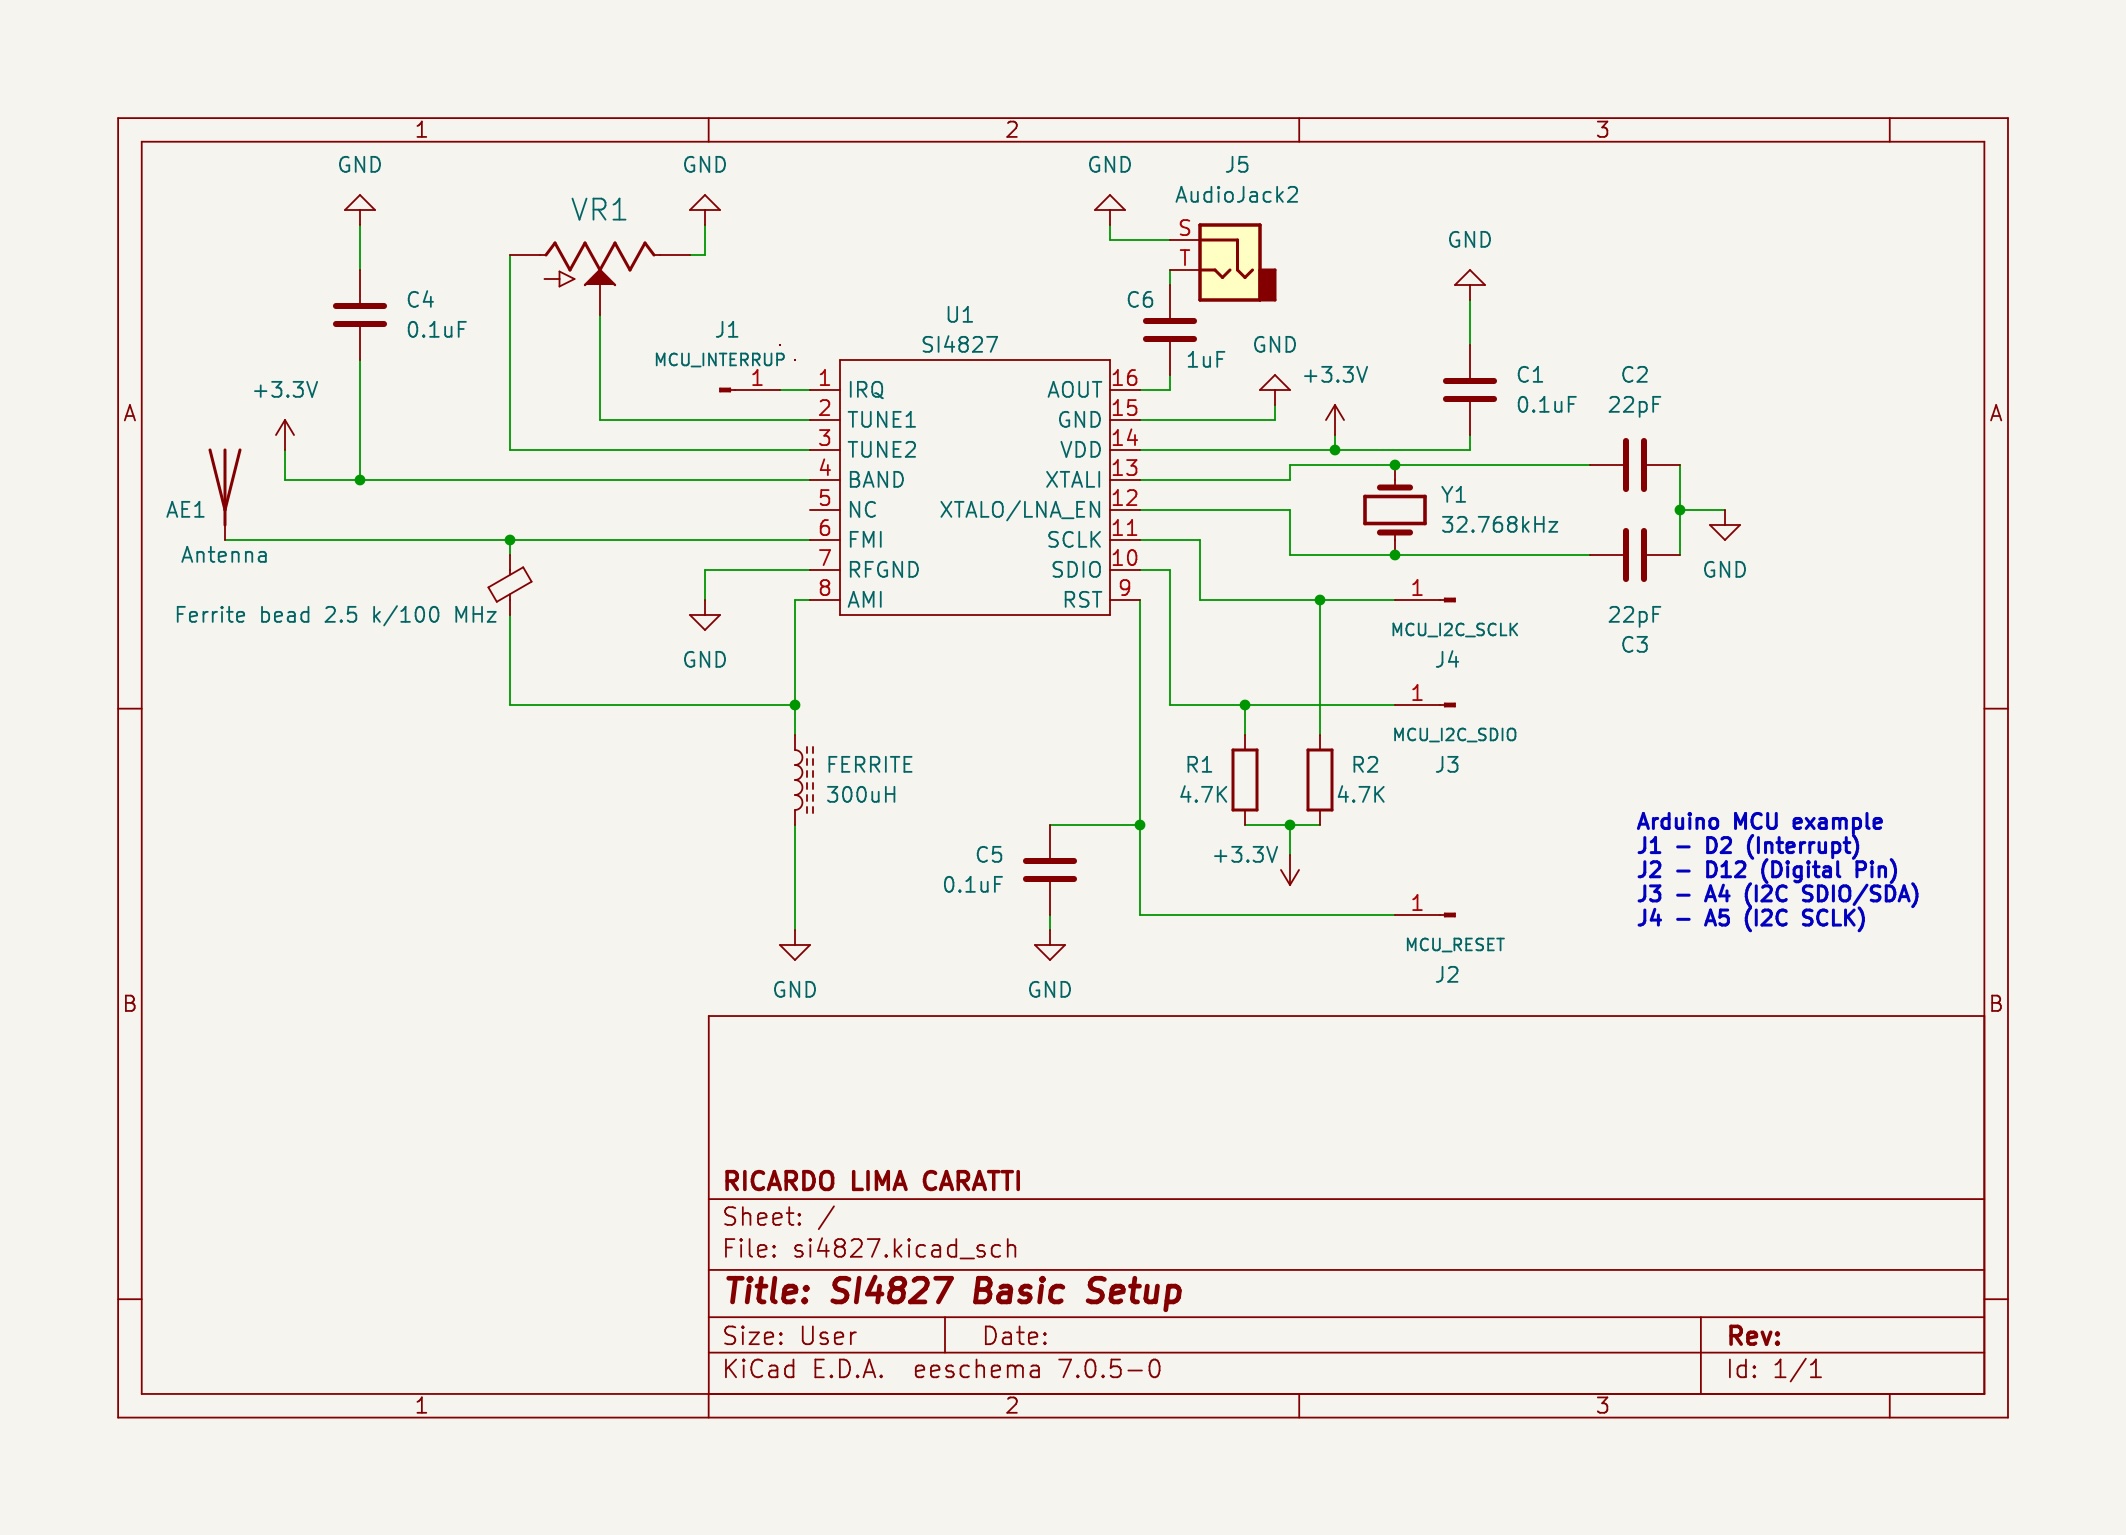 1 2 3
GND GND GND J5
AudioJack2
VR1
S
T
GND
C4
0.1uF
C6
U1
SI4827
J1
MCU_INTERRUP
1
1uF
GND
+3.3V
C1
0.1uF
C2
22pF
+3.3V
A A
1 IRQ AOUT 16
2 TUNE1 GND 15
3 TUNE2 VDD 14
4 BAND XTALI 13
5 NC XTALO/LNA_EN 12
6 FMI SCLK 11
7 RFGND SDIO 10
8 AMI RST 9
AE1
Antenna
Y1
32.768kHz
GND
Ferrite bead 2.5 k/100 MHz
GND
1
MCU_I2C_SCLK
J4
22pF
C3
1
MCU_I2C_SDIO
J3
FERRITE
300uH
R1
4.7K
R2
4.7K
+3.3V
C5
0.1uF
1
MCU_RESET
J2
GND GND
Arduino MCU example
J1 - D2 (Interrupt)
J2 - D12 (Digital Pin)
J3 - A4 (I2C SDIO/SDA)
J4 - A5 (I2C SCLK)
B B
RICARDO LIMA CARATTI
Sheet: /
File: si4827.kicad_sch
Title: SI4827 Basic Setup
Size: User Date: Rev:
KiCad E.D.A. eeschema 7.0.5-0 Id: 1/1
1 2 3